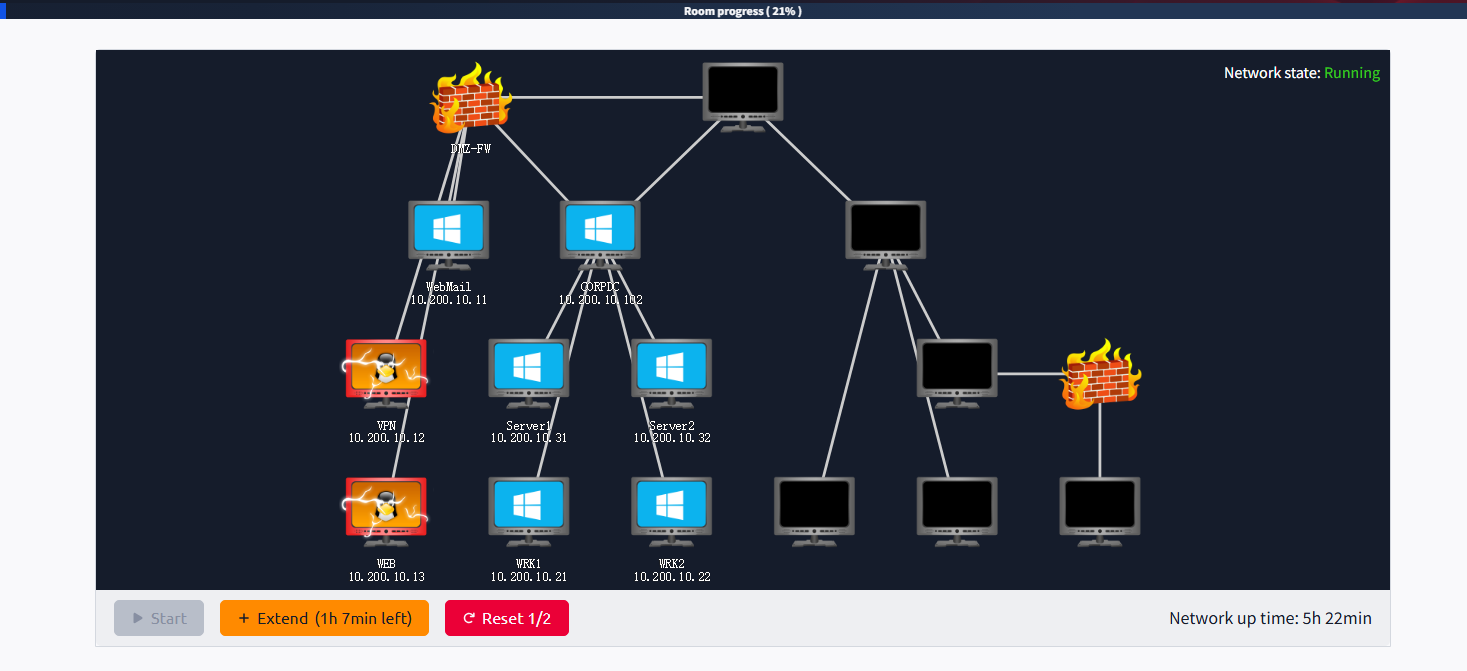 Room progress ( 21% )
Network state: Running
DMZ-FW
WebMail
10.200.10.11
CORPDC
10.200.10.102
VPN
10.200.10.12
Server1
10.200.10.31
Server2
10.200.10.32
WEB
10.200.10.13
WRK1
10.200.10.21
WRK2
10.200.10.22
Start
+ Extend (1h 7min left)
Reset 1/2
Network up time: 5h 22min